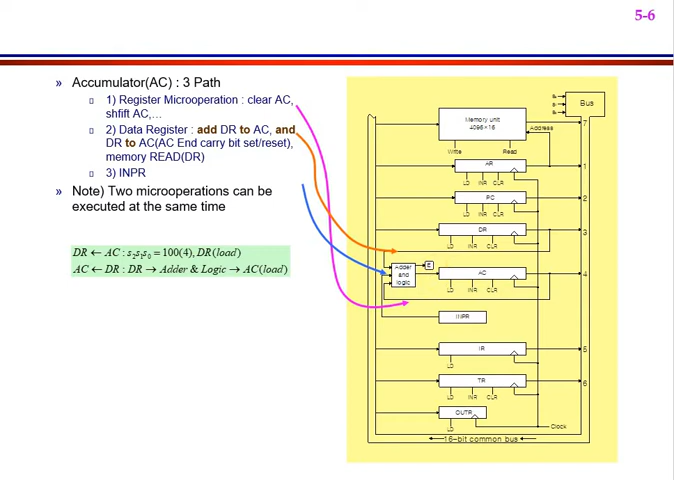 5-6
» Accumulator(AC) : 3 Path
1) Register Microoperation : clear AC,
shfift AC,…
2) Data Register : add DR to AC, and
DR to AC(AC End carry bit set/reset),
memory READ(DR)
3) INPR
» Note) Two microoperations can be
executed at the same time
DR ← AC : s₂s₁s₀ = 100(4), DR(load)
AC ← DR : DR → Adder & Logic → AC(load)
Bus
Memory unit
4096×16
7
Address
Write Read
AR
1
LD INR CLR
PC
2
LD INR CLR
DR
3
LD INR CLR
Adder
and
logic
E
AC
4
LD INR CLR
INPR
IR
5
LD
TR
6
LD INR CLR
OUTR
LD
Clock
16-bit common bus